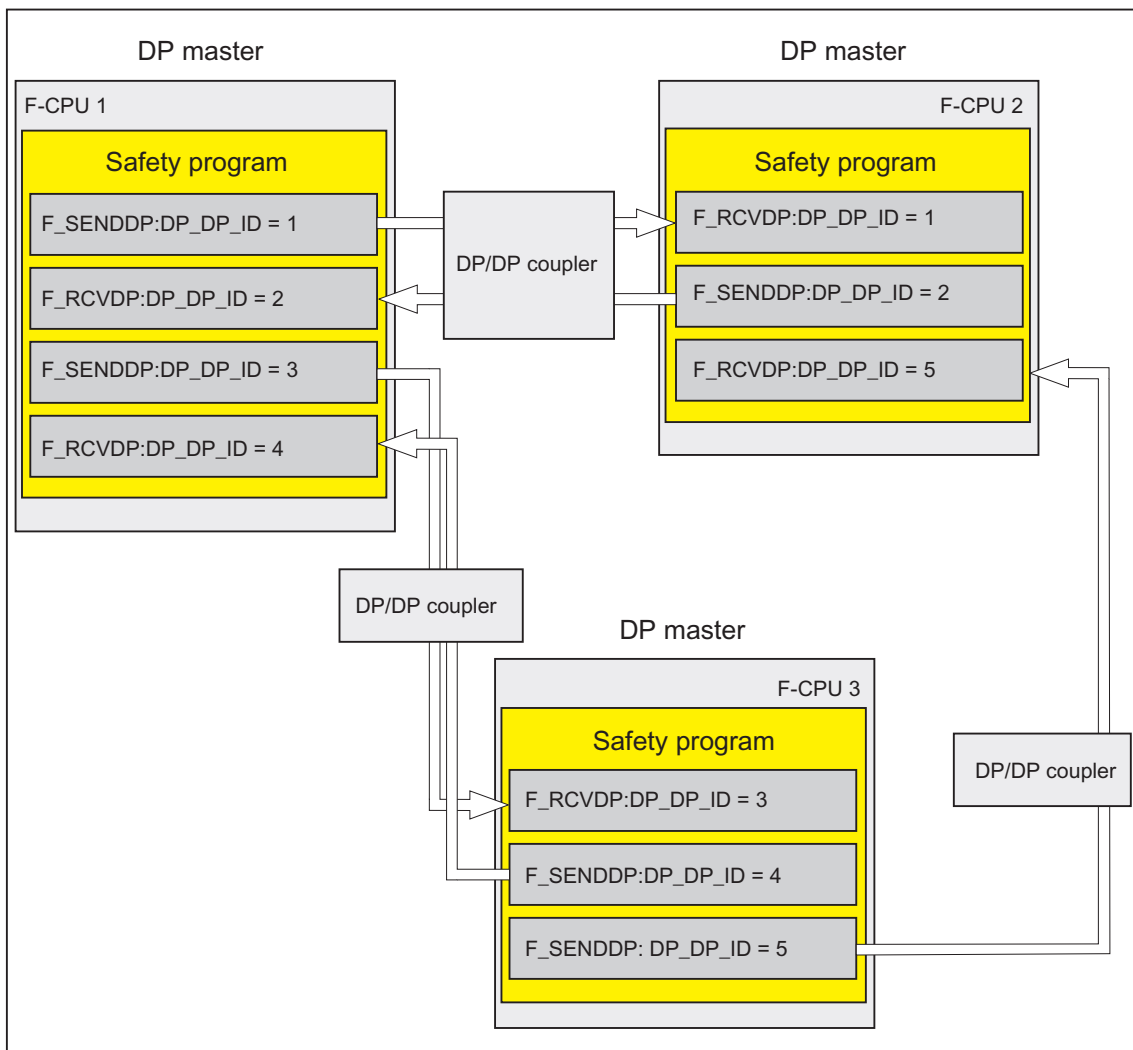 DP master
F-CPU 1
Safety program
F_SENDDP:DP_DP_ID = 1
F_RCVDP:DP_DP_ID = 2
F_SENDDP:DP_DP_ID = 3
F_RCVDP:DP_DP_ID = 4
DP/DP coupler
DP master
F-CPU 2
Safety program
F_RCVDP:DP_DP_ID = 1
F_SENDDP:DP_DP_ID = 2
F_RCVDP:DP_DP_ID = 5
DP/DP coupler
DP master
F-CPU 3
Safety program
F_RCVDP:DP_DP_ID = 3
F_SENDDP:DP_DP_ID = 4
F_SENDDP: DP_DP_ID = 5
DP/DP coupler